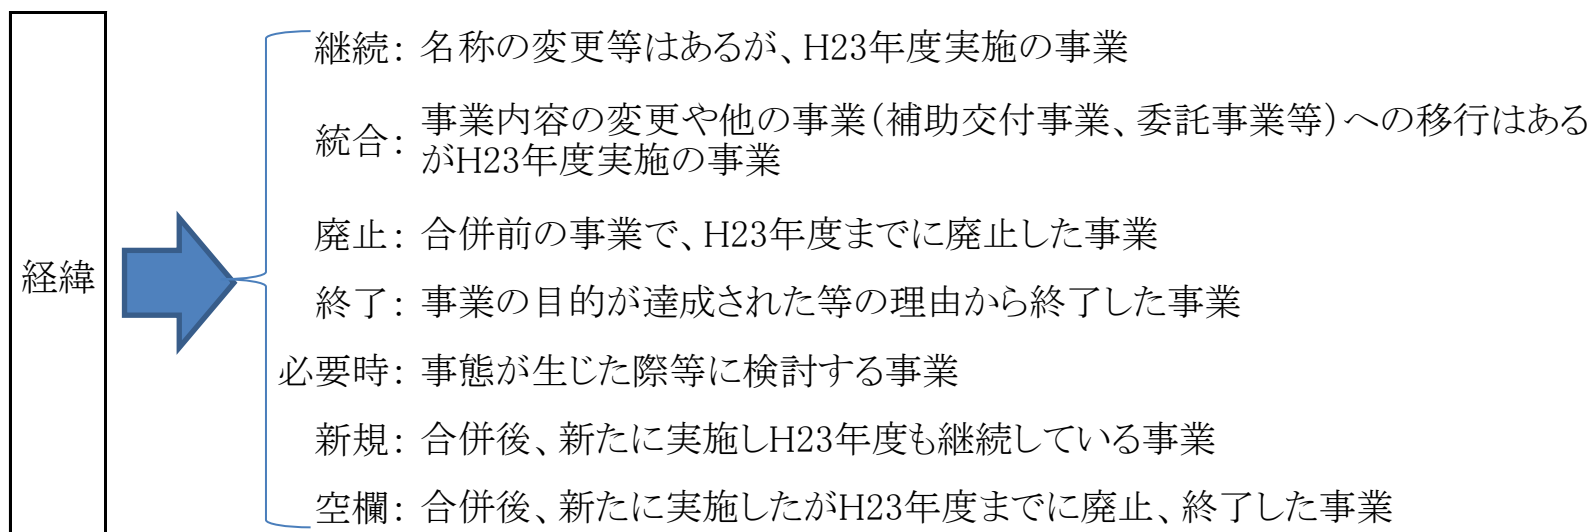 経緯
継続： 名称の変更等はあるが、H23年度実施の事業
統合： 事業内容の変更や他の事業（補助交付事業、委託事業等）への移行はある
がH23年度実施の事業
廃止： 合併前の事業で、H23年度までに廃止した事業
終了： 事業の目的が達成された等の理由から終了した事業
必要時： 事態が生じた際等に検討する事業
新規： 合併後、新たに実施しH23年度も継続している事業
空欄： 合併後、新たに実施したがH23年度までに廃止、終了した事業